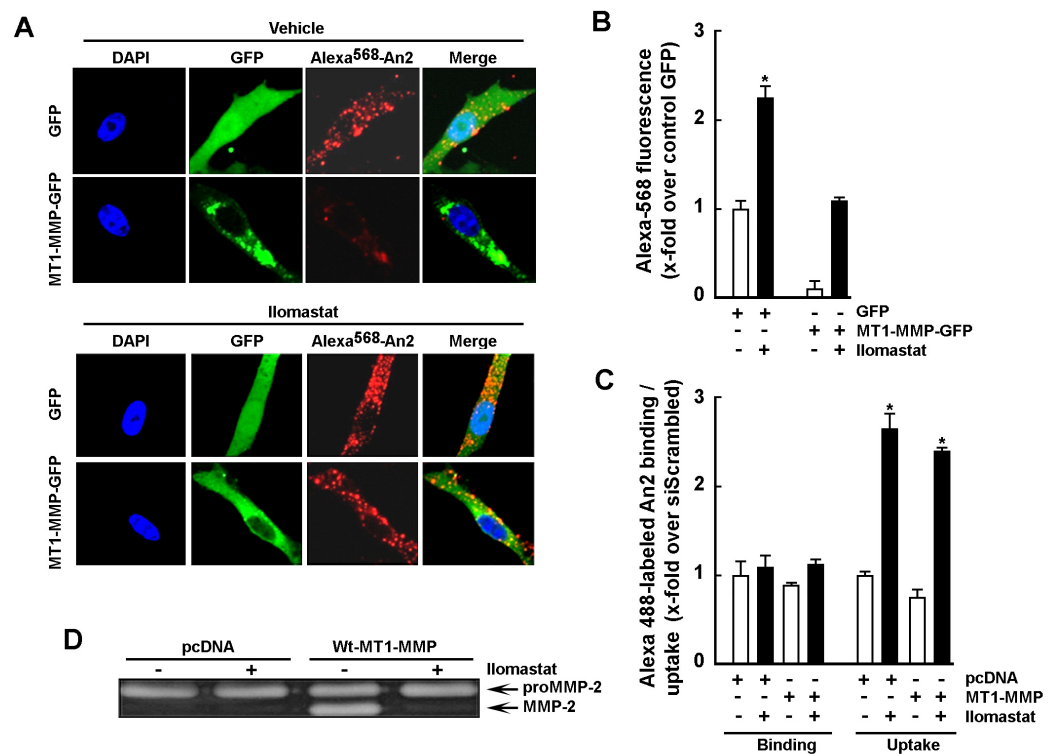 A
Vehicle
DAPI GFP Alexa568-An2 Merge
GFP
MT1-MMP-GFP
Ilomastat
DAPI GFP Alexa568-An2 Merge
GFP
MT1-MMP-GFP
B
Alexa-568 fluorescence
(x-fold over control GFP)
3
2
1
0
*
+ + - - GFP
- - + + MT1-MMP-GFP
- + - + Ilomastat
C
Alexa 488-labeled An2 binding /
uptake (x-fold over siScrambled)
3
2
1
0
* *
+ + - - + + - - pcDNA
- - + + - - + + MT1-MMP
- + - + - + - + Ilomastat
Binding Uptake
D
pcDNA Wt-MT1-MMP
- + - + Ilomastat
proMMP-2
MMP-2